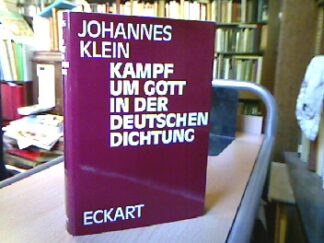 JOHANNES
KLEIN
KAMPF
UM GOTT
IN DER
DEUTSCHEN
DICHTUNG
ECKART